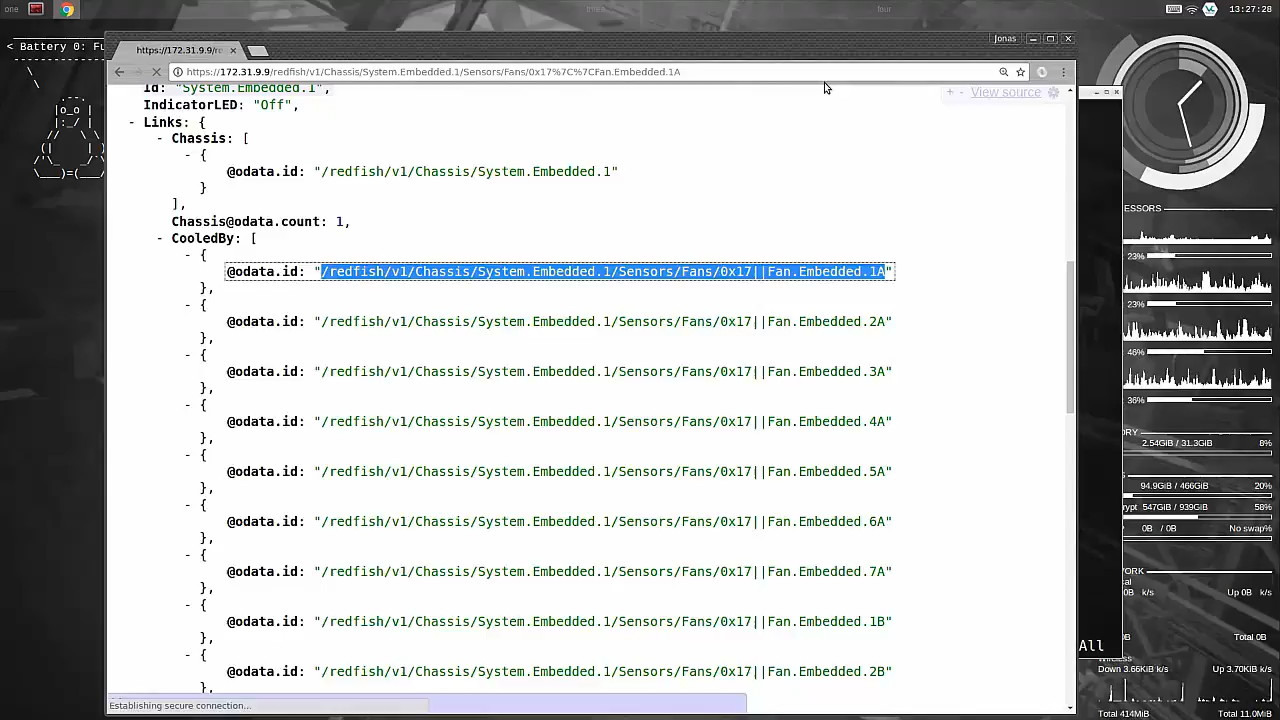 one
three
four
13:27:28
< Battery 0: Fu
Jonas
https://172.31.9.9/re
https://172.31.9.9/redfish/v1/Chassis/System.Embedded.1/Sensors/Fans/0x17%7C%7CFan.Embedded.1A
Id: "System.Embedded.1",
+ - View source
IndicatorLED: "Off",
- Links: {
- Chassis: [
- {
@odata.id: "/redfish/v1/Chassis/System.Embedded.1"
}
],
Chassis@odata.count: 1,
- CooledBy: [
- {
@odata.id: "/redfish/v1/Chassis/System.Embedded.1/Sensors/Fans/0x17||Fan.Embedded.1A"
},
- {
@odata.id: "/redfish/v1/Chassis/System.Embedded.1/Sensors/Fans/0x17||Fan.Embedded.2A"
},
- {
@odata.id: "/redfish/v1/Chassis/System.Embedded.1/Sensors/Fans/0x17||Fan.Embedded.3A"
},
- {
@odata.id: "/redfish/v1/Chassis/System.Embedded.1/Sensors/Fans/0x17||Fan.Embedded.4A"
},
- {
@odata.id: "/redfish/v1/Chassis/System.Embedded.1/Sensors/Fans/0x17||Fan.Embedded.5A"
},
- {
@odata.id: "/redfish/v1/Chassis/System.Embedded.1/Sensors/Fans/0x17||Fan.Embedded.6A"
},
- {
@odata.id: "/redfish/v1/Chassis/System.Embedded.1/Sensors/Fans/0x17||Fan.Embedded.7A"
},
- {
@odata.id: "/redfish/v1/Chassis/System.Embedded.1/Sensors/Fans/0x17||Fan.Embedded.1B"
},
- {
@odata.id: "/redfish/v1/Chassis/System.Embedded.1/Sensors/Fans/0x17||Fan.Embedded.2B"
},
Establishing secure connection...
ESSORS
23%
23%
46%
36%
ORY
2.54GiB / 31.3GiB 8%
S
94.9GiB / 466GiB 20%
rypt 547GiB / 939GiB 58%
0B / 0B No swap%
WORK
cal
0B k/s Up 0B k/s
0B Total 0B
All
Wireless
Down 3.66KiB k/s Up 3.70KiB k/s
Total 414MiB Total 11.0MiB